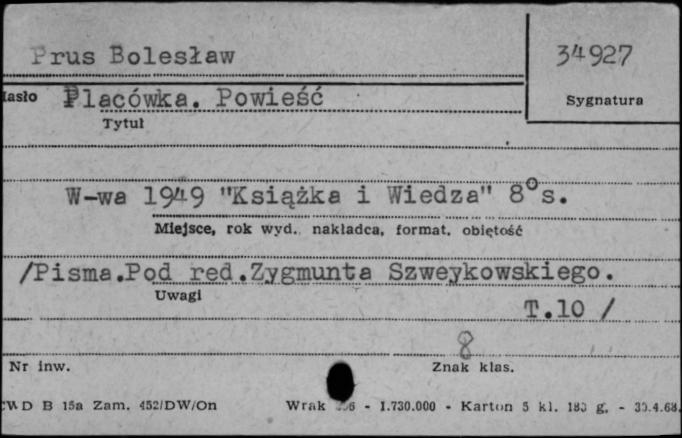 Prus Bolesław 34927
Hasło Placówka. Powieść Sygnatura
Tytuł
W-wa 1949 "Książka i Wiedza" 8°s.
Miejsce, rok wyd., nakładca, format, objętość
/Pisma.Pod red.Zygmunta Szweykowskiego.
Uwagi
T.10 /
8
Nr inw. Znak klas.
CWD B 15a Zam. 452/DW/On Wrak - 1.730.000 - Karton 5 kl. 180 g. - 30.4.68.